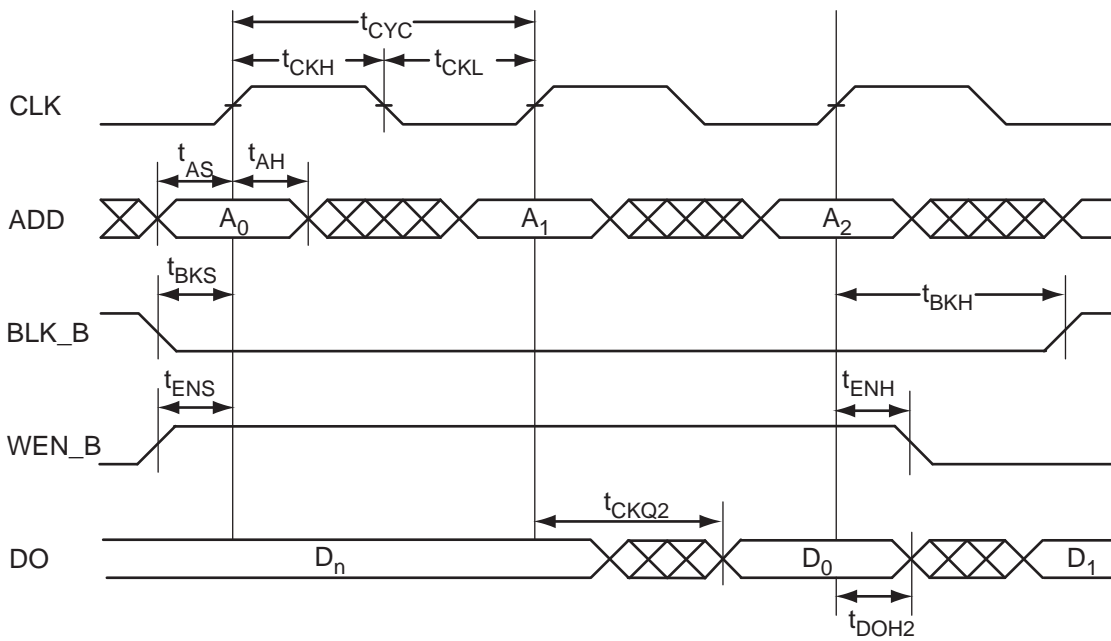 tCYC
tCKH tCKL
CLK
tAS tAH
ADD A0 A1 A2
tBKS tBKH
BLK_B
tENS tENH
WEN_B
tCKQ2
DO Dn D0 D1
tDOH2